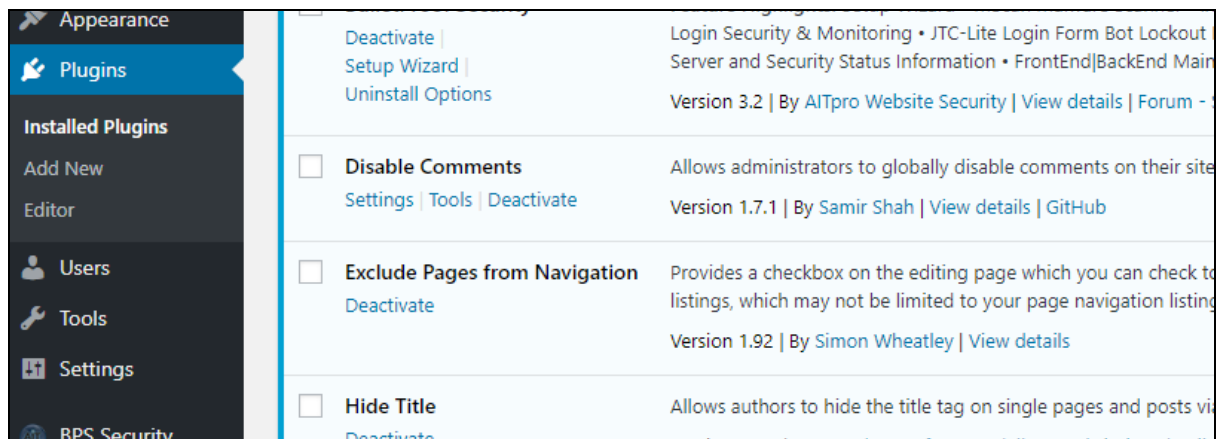 Appearance
Plugins
Installed Plugins
Add New
Editor
Users
Tools
Settings
BPS Security
Deactivate |
Setup Wizard |
Uninstall Options
Login Security & Monitoring • JTC-Lite Login Form Bot Lockout
Server and Security Status Information • FrontEnd|BackEnd Main
Version 3.2 | By AITpro Website Security | View details | Forum -
Disable Comments
Settings | Tools | Deactivate
Allows administrators to globally disable comments on their site
Version 1.7.1 | By Samir Shah | View details | GitHub
Exclude Pages from Navigation
Deactivate
Provides a checkbox on the editing page which you can check to
listings, which may not be limited to your page navigation listing
Version 1.92 | By Simon Wheatley | View details
Hide Title
Deactivate
Allows authors to hide the title tag on single pages and posts via